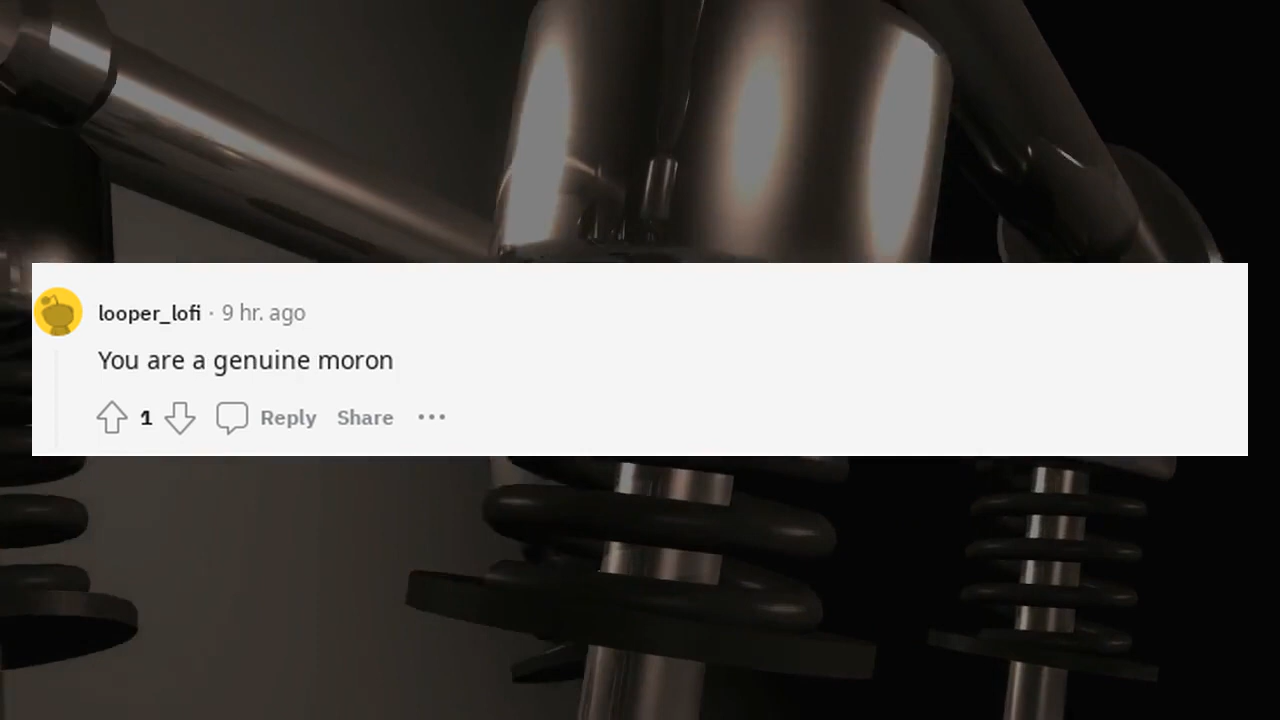 looper_lofi · 9 hr. ago
You are a genuine moron
1 Reply Share ···